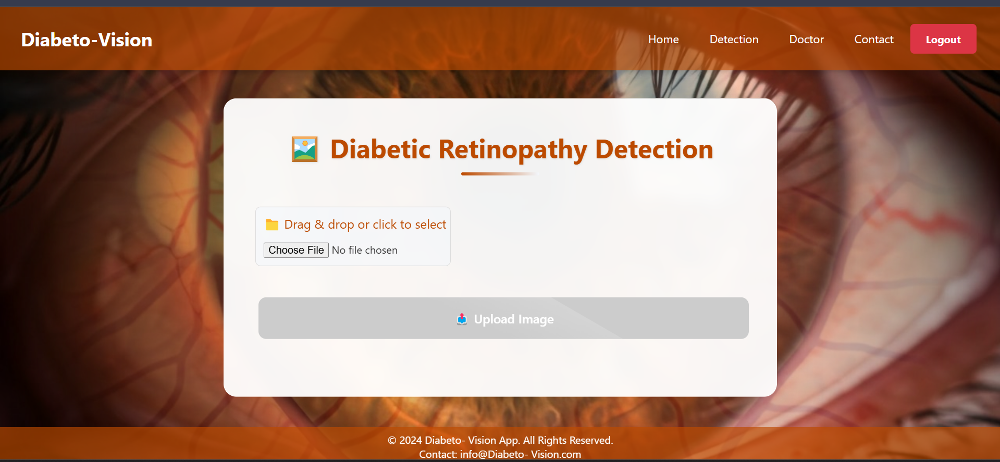 Diabeto-Vision
Home Detection Doctor Contact Logout
Diabetic Retinopathy Detection
Drag & drop or click to select
Choose File No file chosen
Upload Image
© 2024 Diabeto- Vision App. All Rights Reserved.
Contact: info@Diabeto- Vision.com